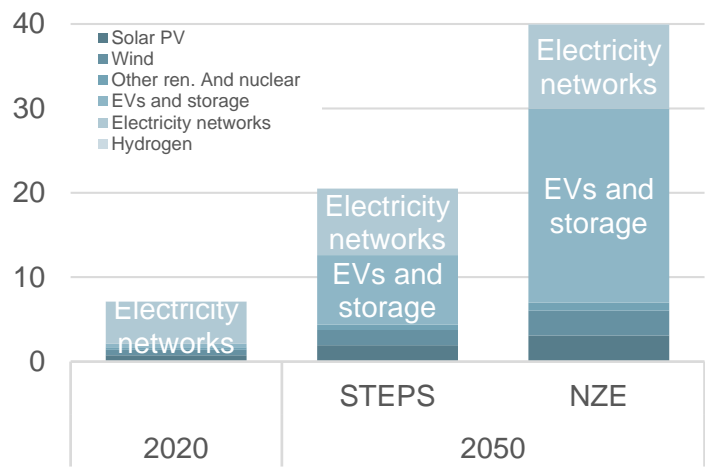 40
30
20
10
0
Solar PV
Wind
Other ren. And nuclear
EVs and storage
Electricity networks
Hydrogen
Electricity
networks
Electricity
networks
EVs and
storage
Electricity
networks
EVs and
storage
STEPS
NZE
2020
2050